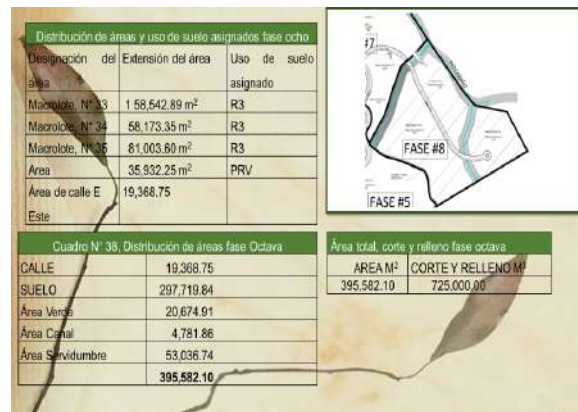 Distribución de áreas y uso de suelo asignados fase ocho
Designación del área
Extensión del área
Uso de suelo asignado
Macrolote, N° 33
1 58,542.89 m²
R3
Macrolote, N° 34
58,173.35 m²
R3
Macrolote, N° 35
81,003.60 m²
R3
Area
35,932.25 m²
PRV
Área de calle E Este
19,368.75
#7
FASE #8
FASE #5
Cuadro N° 38, Distribución de áreas fase Octava
CALLE
19,368.75
SUELO
297,719.84
Área Verde
20,674.91
Área Canal
4,781.86
Área Servidumbre
53,036.74
395,582.10
Área total, corte y relleno fase octava
AREA M²
CORTE Y RELLENO M³
395,582.10
725,000.00